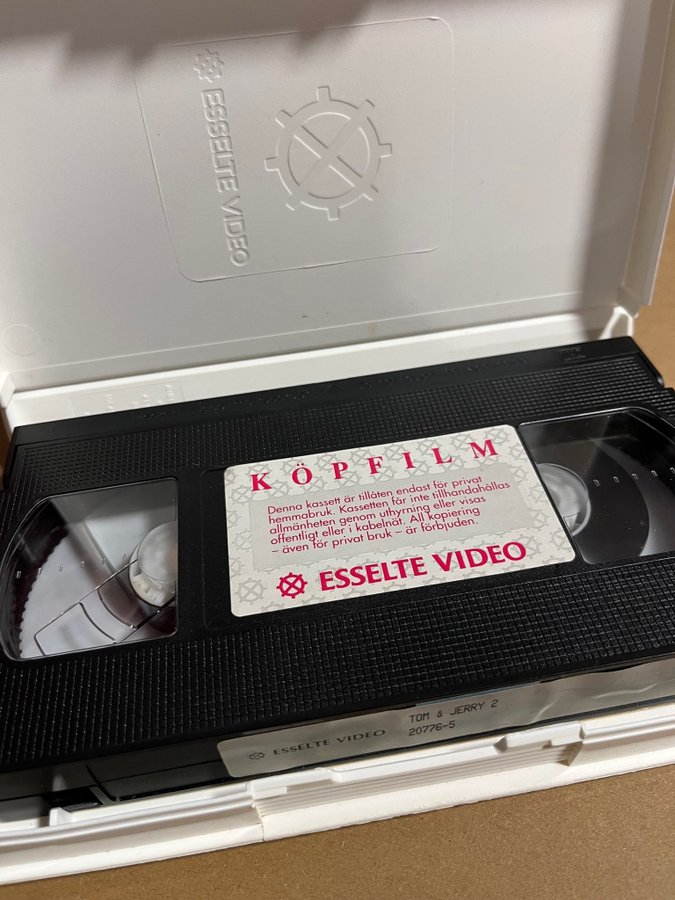 ESSELTE VIDEO
KÖPFILM
Denna kassett är tillåten endast för privat
hemmabruk. Kassetten får inte tillhandahållas
allmänheten genom uthyrning eller visas
offentligt eller i kabelnät. All kopiering
– även för privat bruk – är förbjuden.
ESSELTE VIDEO
ESSELTE VIDEO
TOM & JERRY 2
20776-5